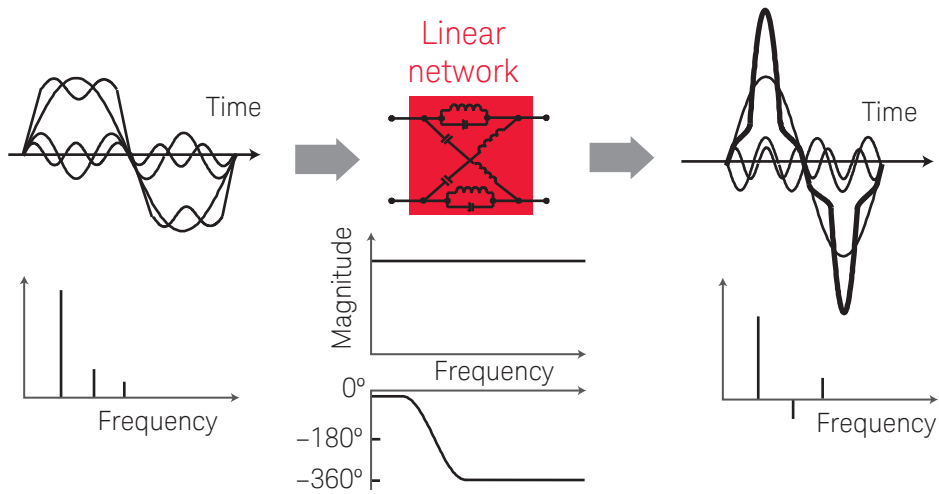 Linear
network
Time
Time
Magnitude
Frequency
Frequency
Frequency
0º
–180º
–360º